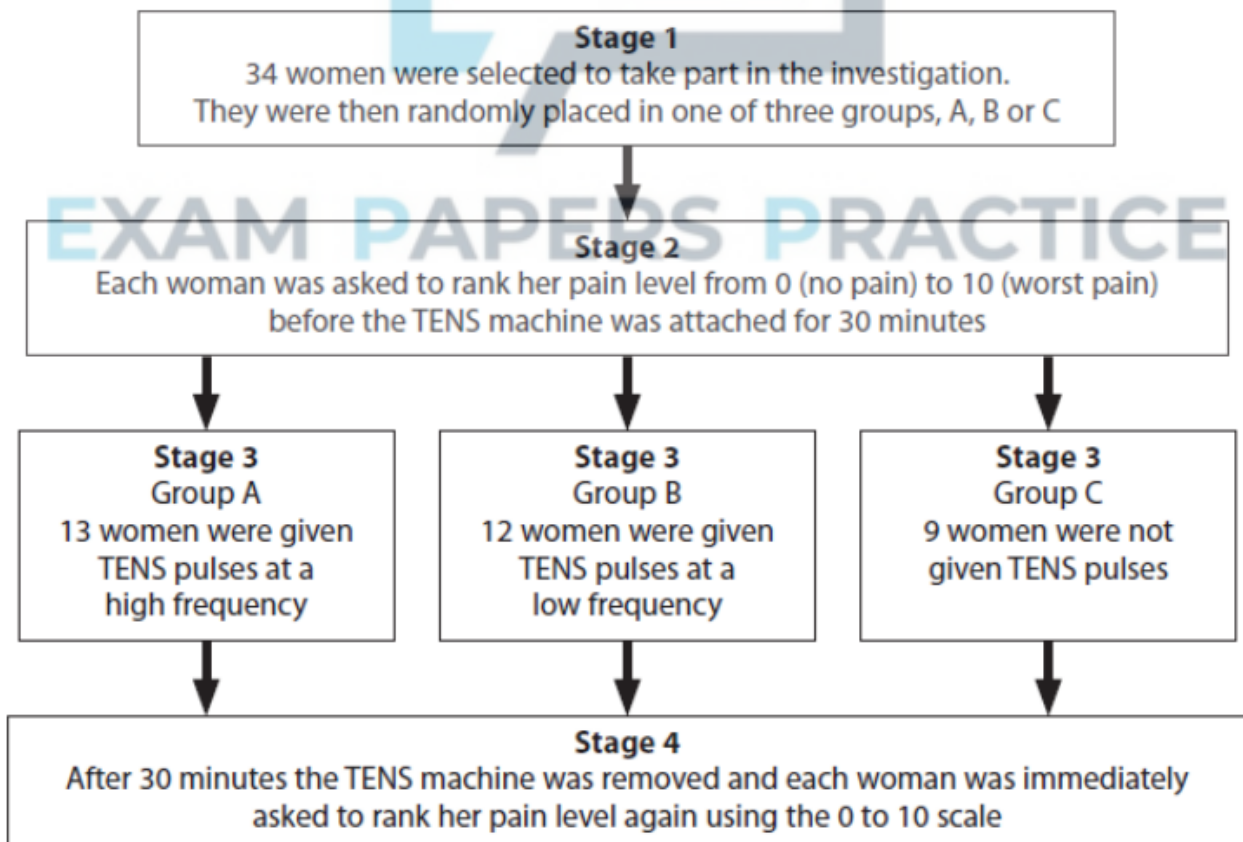 Stage 1
34 women were selected to take part in the investigation.
They were then randomly placed in one of three groups, A, B or C
EXAM PAPERS PRACTICE
Stage 2
Each woman was asked to rank her pain level from 0 (no pain) to 10 (worst pain)
before the TENS machine was attached for 30 minutes
Stage 3
Group A
13 women were given
TENS pulses at a
high frequency
Stage 3
Group B
12 women were given
TENS pulses at a
low frequency
Stage 3
Group C
9 women were not
given TENS pulses
Stage 4
After 30 minutes the TENS machine was removed and each woman was immediately
asked to rank her pain level again using the 0 to 10 scale